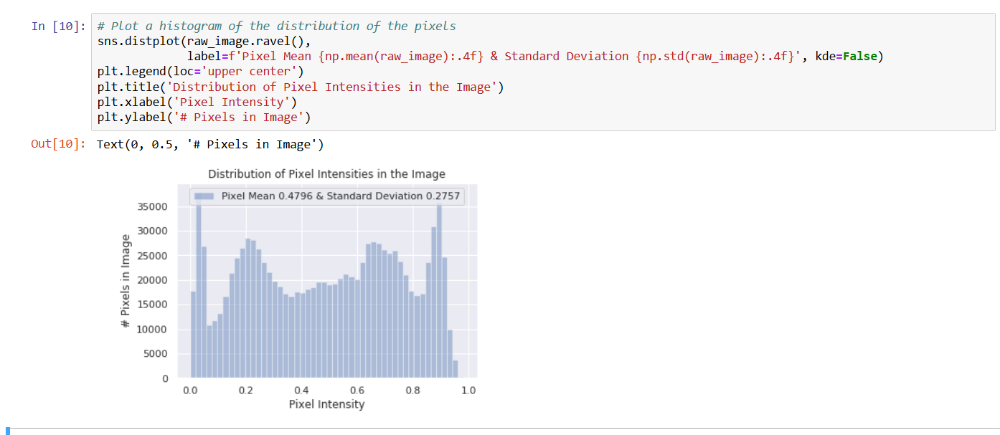 In [10]: # Plot a histogram of the distribution of the pixels
sns.distplot(raw_image.ravel(),
label=f'Pixel Mean {np.mean(raw_image):.4f} & Standard Deviation {np.std(raw_image):.4f}', kde=False)
plt.legend(loc='upper center')
plt.title('Distribution of Pixel Intensities in the Image')
plt.xlabel('Pixel Intensity')
plt.ylabel('# Pixels in Image')
Out[10]: Text(0, 0.5, '# Pixels in Image')
Distribution of Pixel Intensities in the Image
Pixel Mean 0.4796 & Standard Deviation 0.2757
# Pixels in Image
35000
30000
25000
20000
15000
10000
5000
0
0.0 0.2 0.4 0.6 0.8 1.0
Pixel Intensity